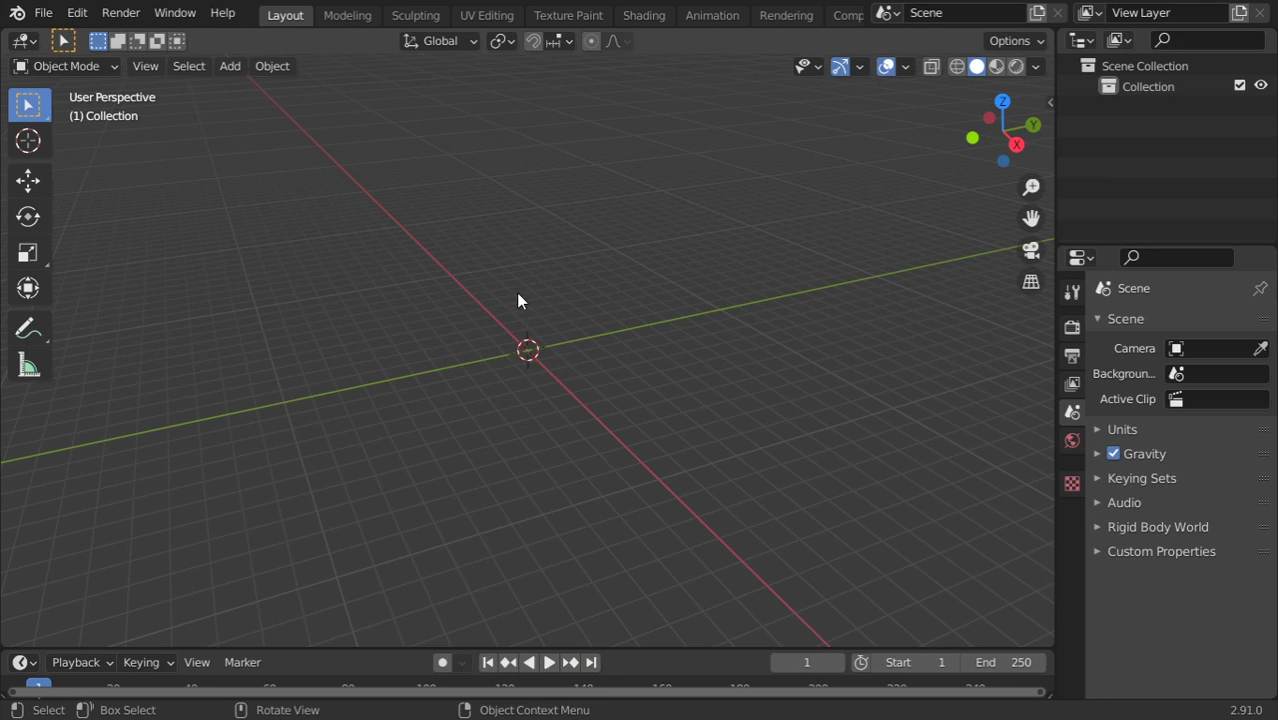 File Edit Render Window Help Layout Modeling Sculpting UV Editing Texture Paint Shading Animation Rendering Comp Scene View Layer
Global Options
Object Mode View Select Add Object
User Perspective
(1) Collection
Z
Y
X
Scene Collection
Collection
Scene
Scene
Camera
Backgroun...
Active Clip
Units
Gravity
Keying Sets
Audio
Rigid Body World
Custom Properties
Playback Keying View Marker 1 Start 1 End 250
Select Box Select Rotate View Object Context Menu 2.91.0